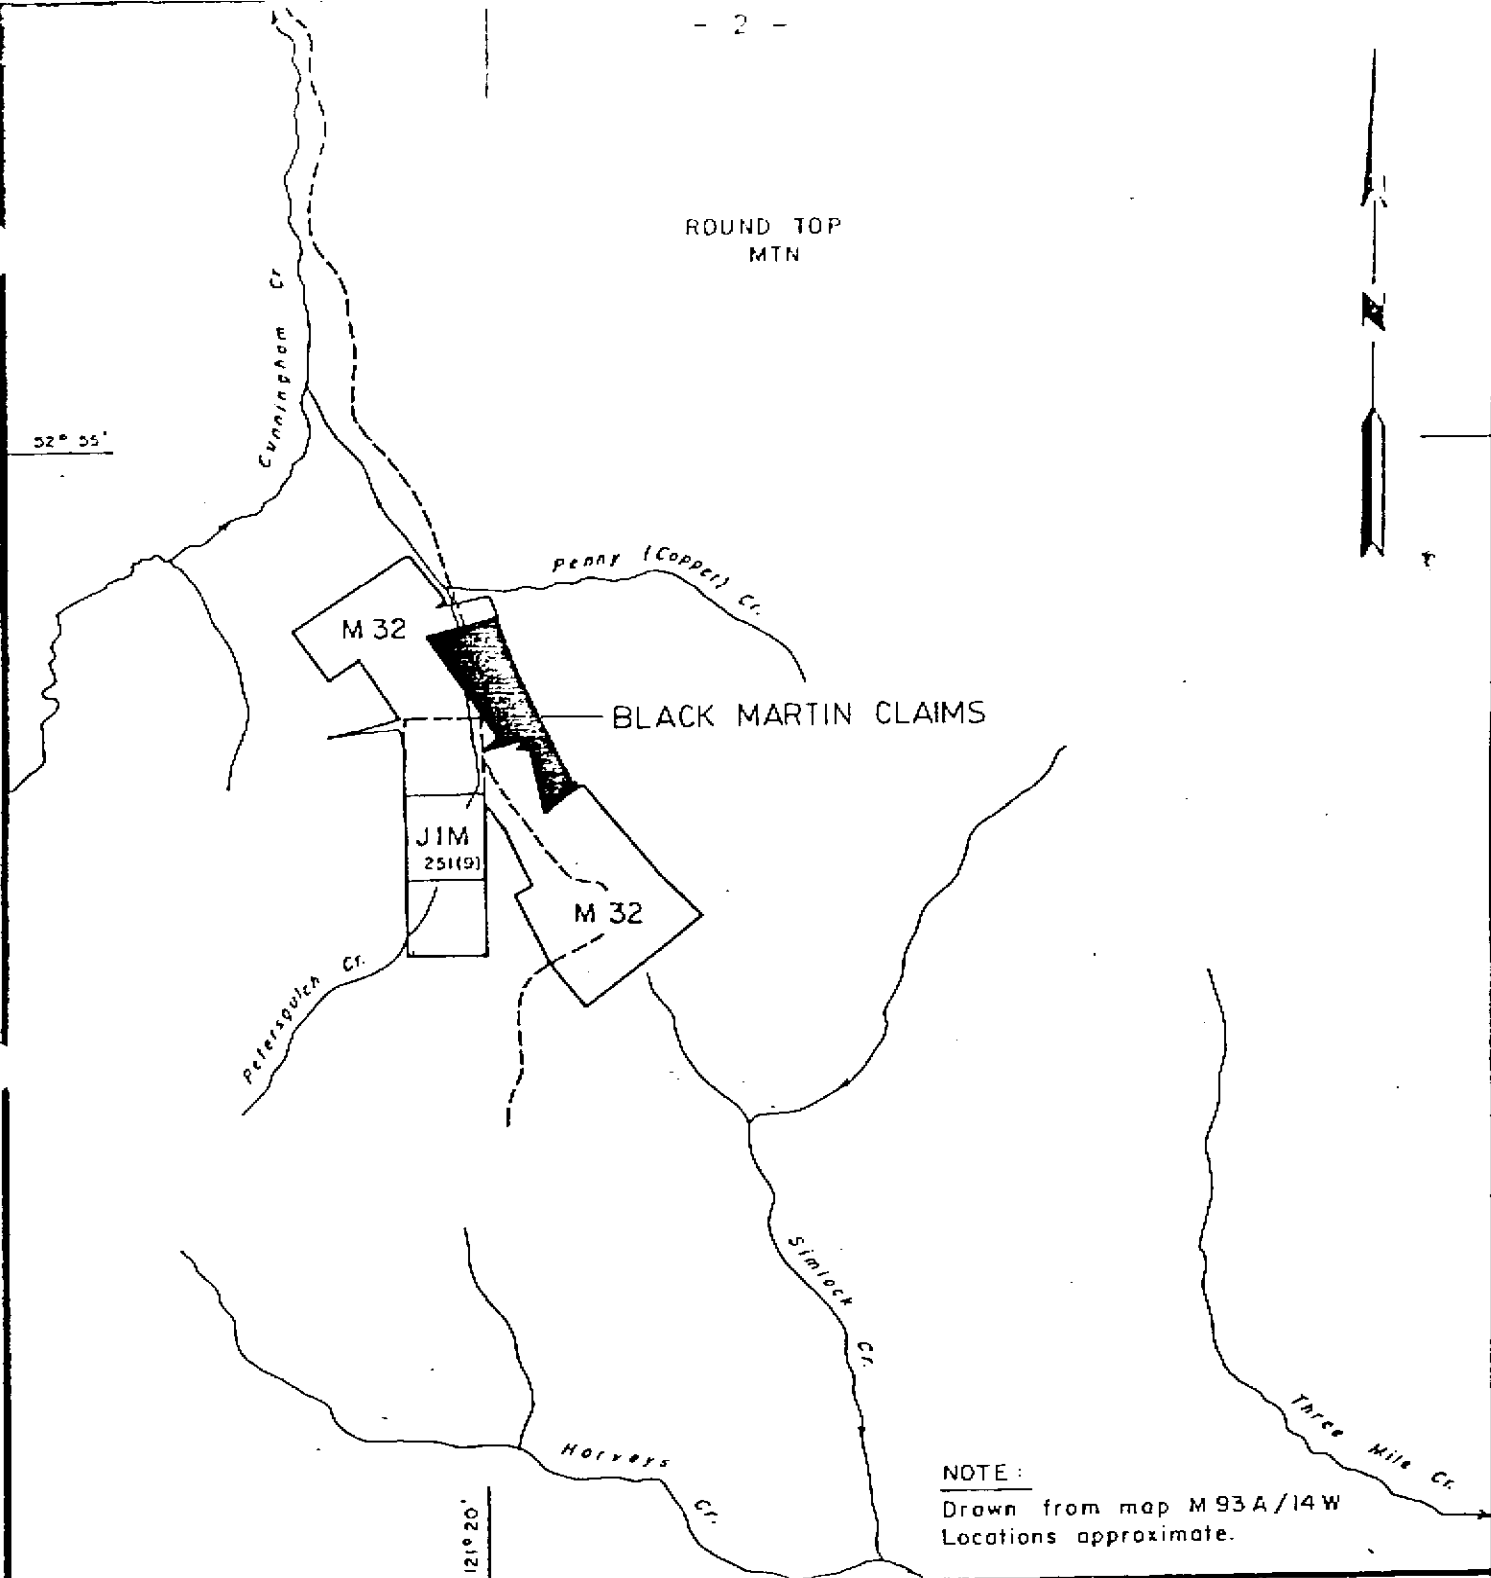 - 2 -
ROUND TOP
MTN
N
Cunningham Cr
52° 55'
Penny (Copper) Cr.
M 32
BLACK MARTIN CLAIMS
JIM
251(9)
M 32
Petersgulch Cr.
Simlock Cr.
Three Mile Cr.
Harveys Cr.
121° 20'
NOTE :
Drawn from map M 93 A/14 W
Locations approximate.